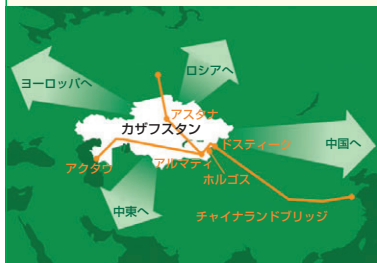 ロシアへ
ヨーロッパへ
アスタナ
カザフスタン
ドスティーク
中国へ
アクタウ
アルマティ
ホルゴス
中東へ
チャイナランドブリッジ